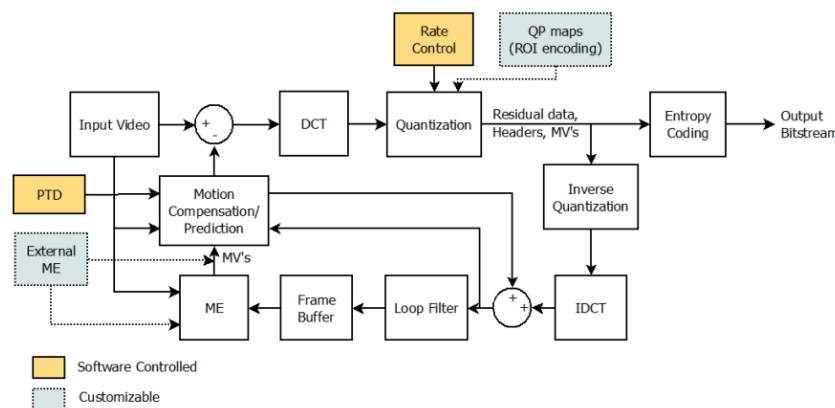 Rate
Control
QP maps
(ROI encoding)
Input Video
+
-
DCT
Quantization
Residual data,
Headers, MV's
Entropy
Coding
Output
Bitstream
PTD
Motion
Compensation/
Prediction
Inverse
Quantization
External
ME
MV's
ME
Frame
Buffer
Loop Filter
+
+
IDCT
Software Controlled
Customizable